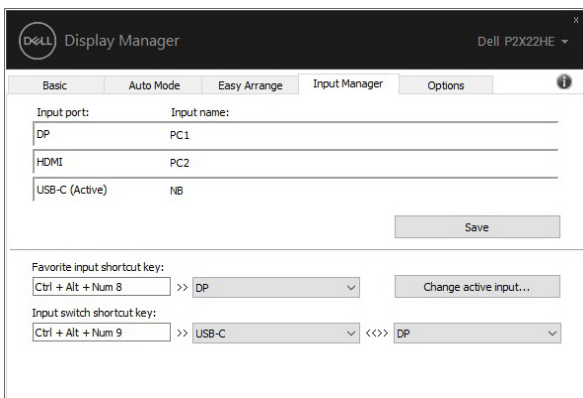 DELL Display Manager
Dell P2X22HE
x
Basic Auto Mode Easy Arrange Input Manager Options
Input port: Input name:
DP PC1
HDMI PC2
USB-C (Active) NB
Save
Favorite input shortcut key:
Ctrl + Alt + Num 8 >> DP Change active input...
Input switch shortcut key:
Ctrl + Alt + Num 9 >> USB-C <<>> DP